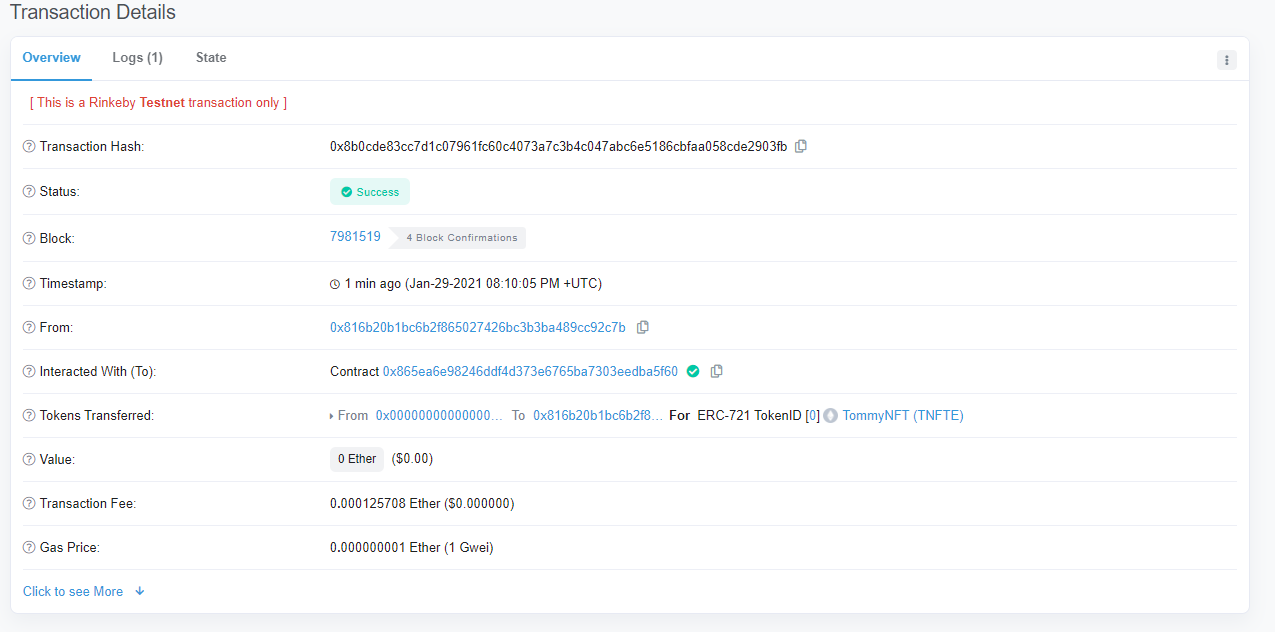 Transaction Details
Overview Logs (1) State
[ This is a Rinkeby Testnet transaction only ]
Transaction Hash: 0x8b0cde83cc7d1c07961fc60c4073a7c3b4c047abc6e5186cbfaa058cde2903fb
Status: Success
Block: 7981519 4 Block Confirmations
Timestamp: 1 min ago (Jan-29-2021 08:10:05 PM +UTC)
From: 0x816b20b1bc6b2f865027426bc3b3ba489cc92c7b
Interacted With (To): Contract 0x865ea6e98246ddf4d373e6765ba7303eedba5f60
Tokens Transferred: From 0x00000000000000... To 0x816b20b1bc6b2f8... For ERC-721 TokenID [0] TommyNFT (TNFTE)
Value: 0 Ether ($0.00)
Transaction Fee: 0.000125708 Ether ($0.000000)
Gas Price: 0.000000001 Ether (1 Gwei)
Click to see More